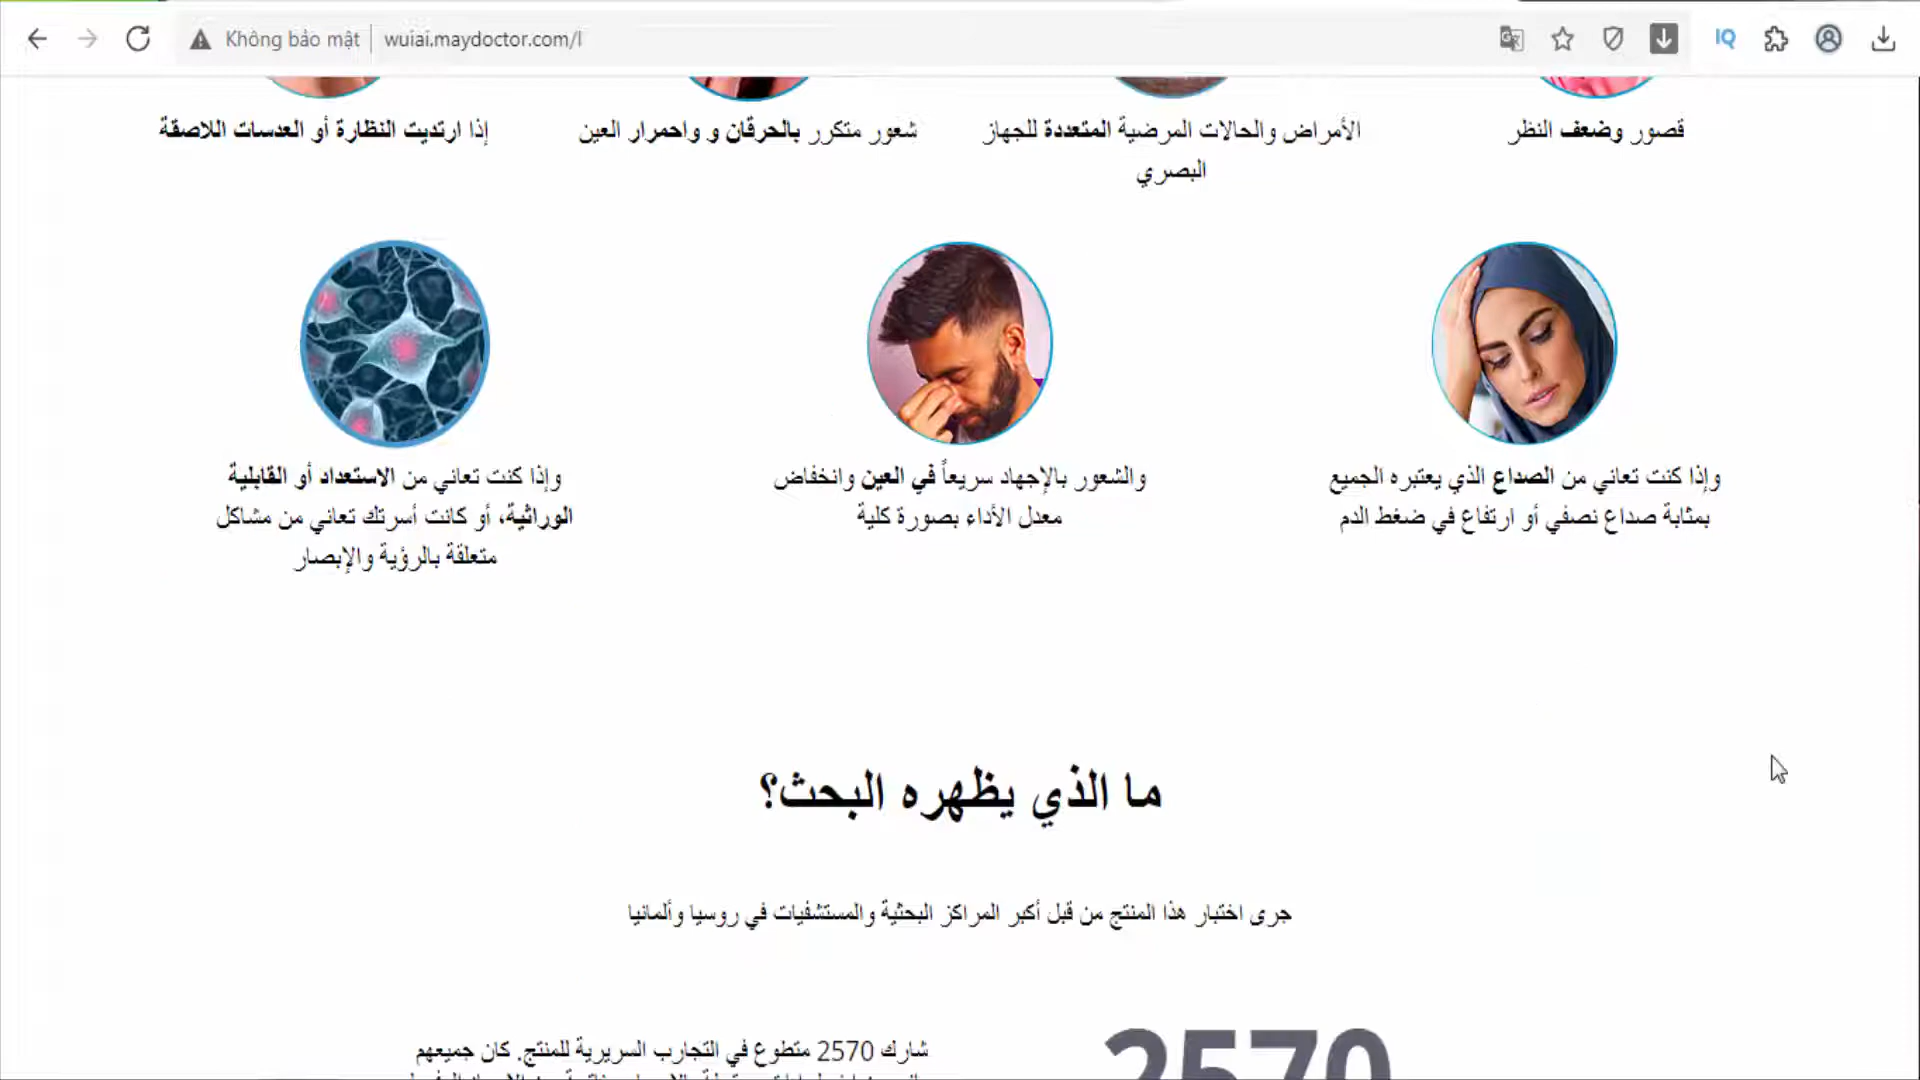 Không bảo mật
wuiai.maydoctor.com/l
IQ
قصور وضعف النظر
الأمراض والحالات المرضية المتعددة للجهاز
البصري
شعور متكرر بالحرقان و واحمرار العين
إذا ارتديت النظارة أو العدسات اللاصقة
وإذا كنت تعاني من الصداع الذي يعتبره الجميع
بمثابة صداع نصفي أو ارتفاع في ضغط الدم
والشعور بالإجهاد سريعاً في العين وانخفاض
معدل الأداء بصورة كلية
وإذا كنت تعاني من الاستعداد أو القابلية
الوراثية، أو كانت أسرتك تعاني من مشاكل
متعلقة بالرؤية والإبصار
ما الذي يظهره البحث؟
جرى اختبار هذا المنتج من قبل أكبر المراكز البحثية والمستشفيات في روسيا وألمانيا
2570
شارك 2570 متطوع في التجارب السريرية للمنتج. كان جميعهم